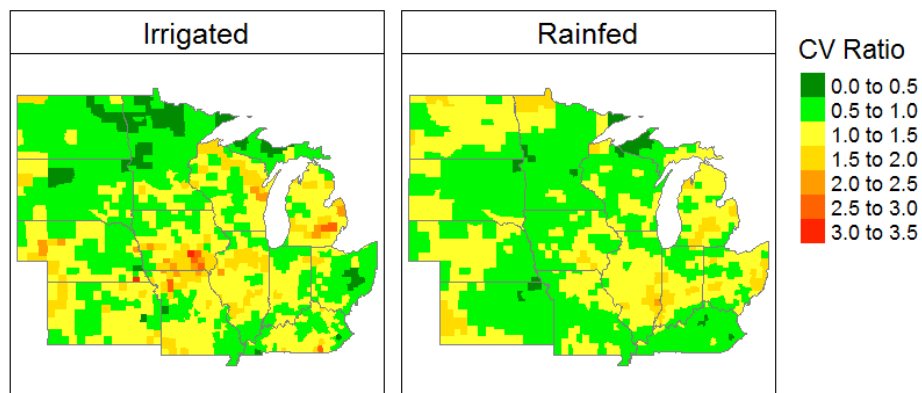 Irrigated
Rainfed
CV Ratio
0.0 to 0.5
0.5 to 1.0
1.0 to 1.5
1.5 to 2.0
2.0 to 2.5
2.5 to 3.0
3.0 to 3.5